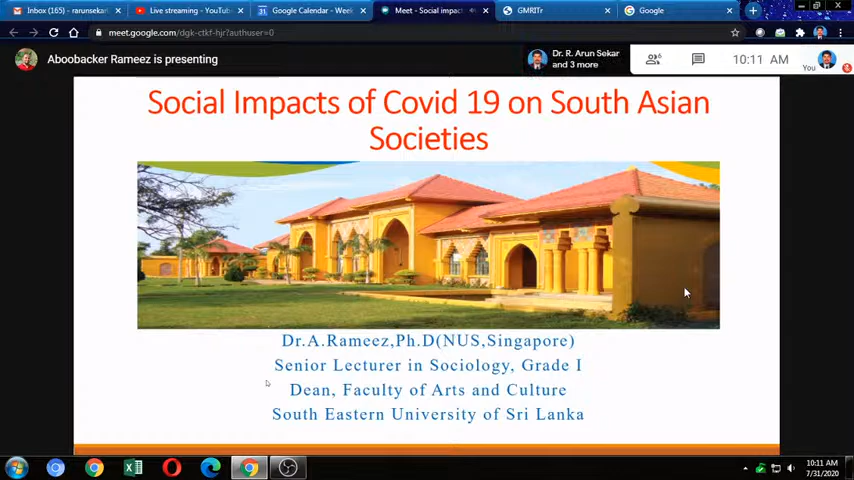 Inbox (165) - rarunsekar
Live streaming - YouTube
Google Calendar - Week
Meet - Social impact
GMRITr
Google
meet.google.com/dgk-ctkf-hjr?authuser=0
Aboobacker Rameez is presenting
Dr. R. Arun Sekar
and 3 more
6
10:11 AM
You
Social Impacts of Covid 19 on South Asian
Societies
Dr.A.Rameez,Ph.D(NUS,Singapore)
Senior Lecturer in Sociology, Grade I
Dean, Faculty of Arts and Culture
South Eastern University of Sri Lanka
10:11 AM
7/31/2020